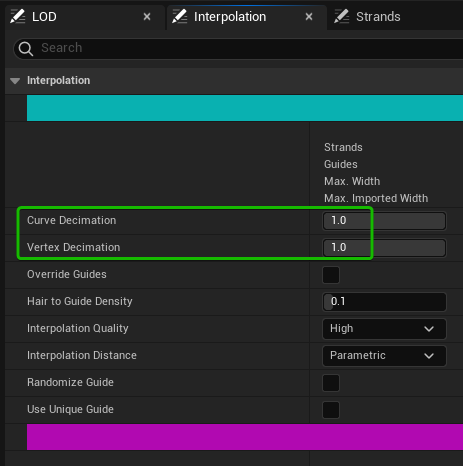 LOD Interpolation Strands
Search
Interpolation
Strands
Guides
Max. Width
Max. Imported Width
Curve Decimation 1.0
Vertex Decimation 1.0
Override Guides
Hair to Guide Density 0.1
Interpolation Quality High
Interpolation Distance Parametric
Randomize Guide
Use Unique Guide